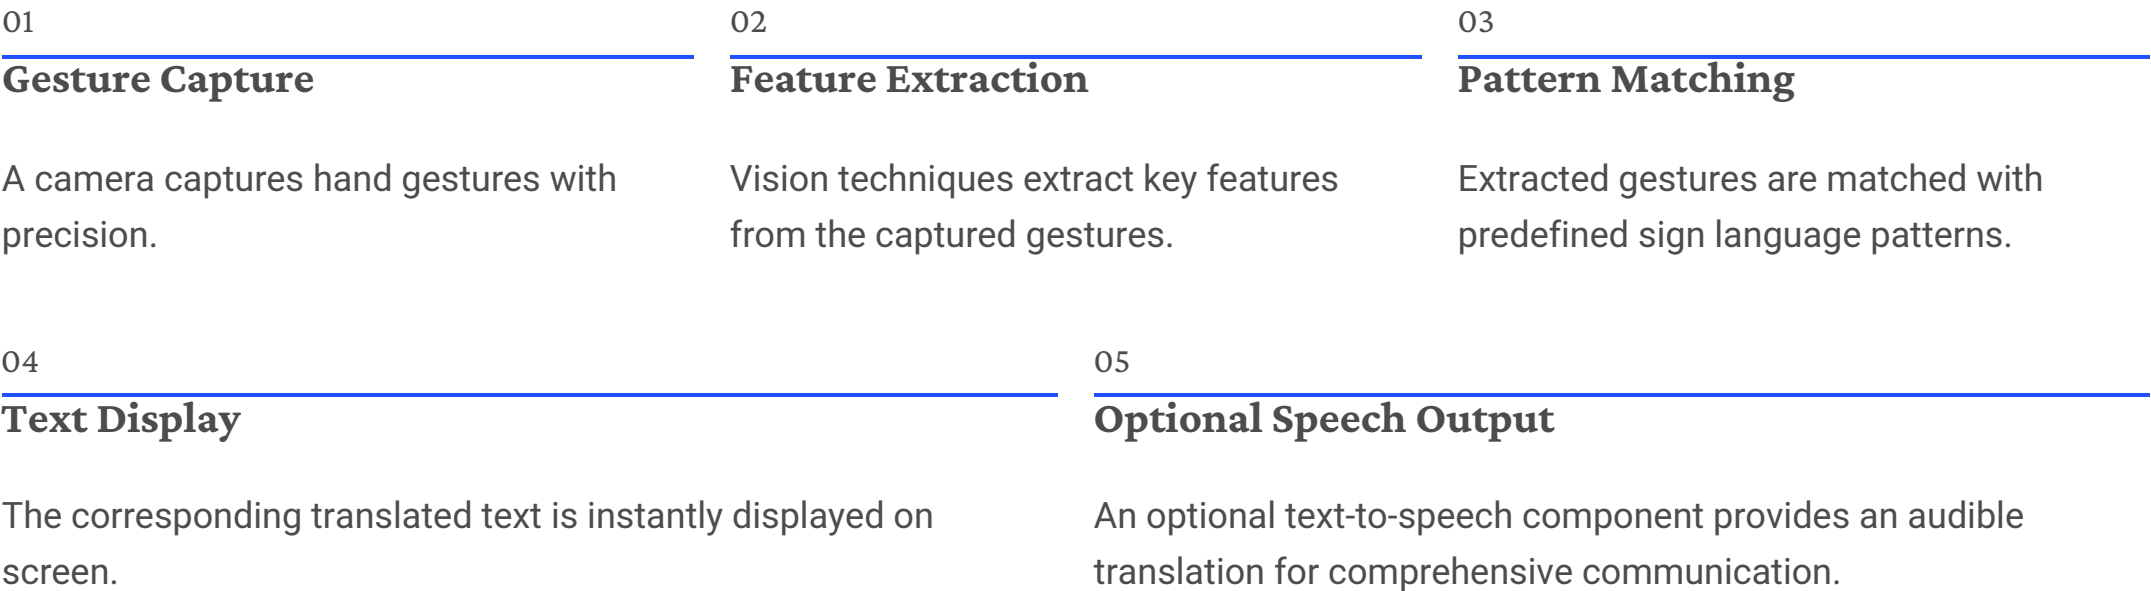 01
Gesture Capture
A camera captures hand gestures with
precision.
02
Feature Extraction
Vision techniques extract key features
from the captured gestures.
03
Pattern Matching
Extracted gestures are matched with
predefined sign language patterns.
04
Text Display
The corresponding translated text is instantly displayed on
screen.
05
Optional Speech Output
An optional text-to-speech component provides an audible
translation for comprehensive communication.